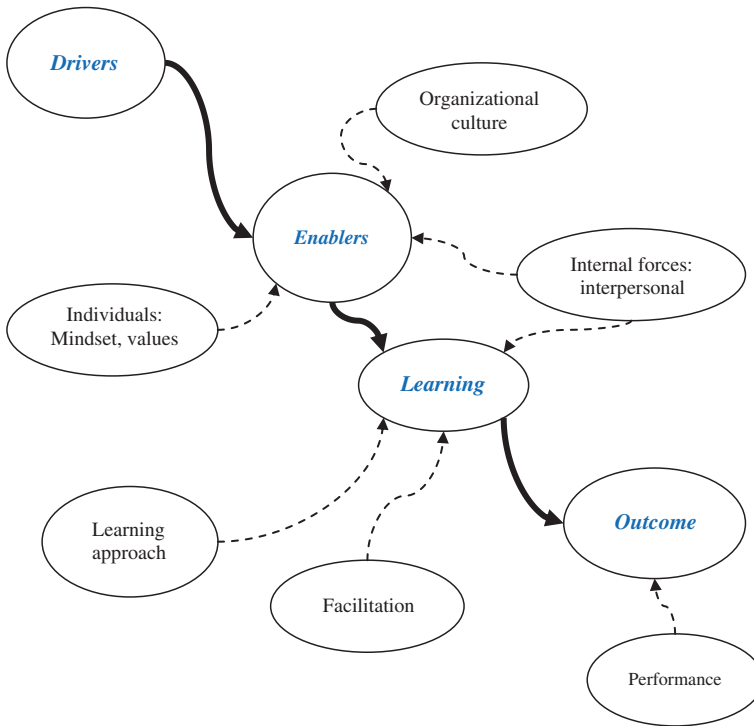 Drivers
Organizational
culture
Enablers
Internal forces:
interpersonal
Individuals:
Mindset, values
Learning
Learning
approach
Outcome
Facilitation
Performance